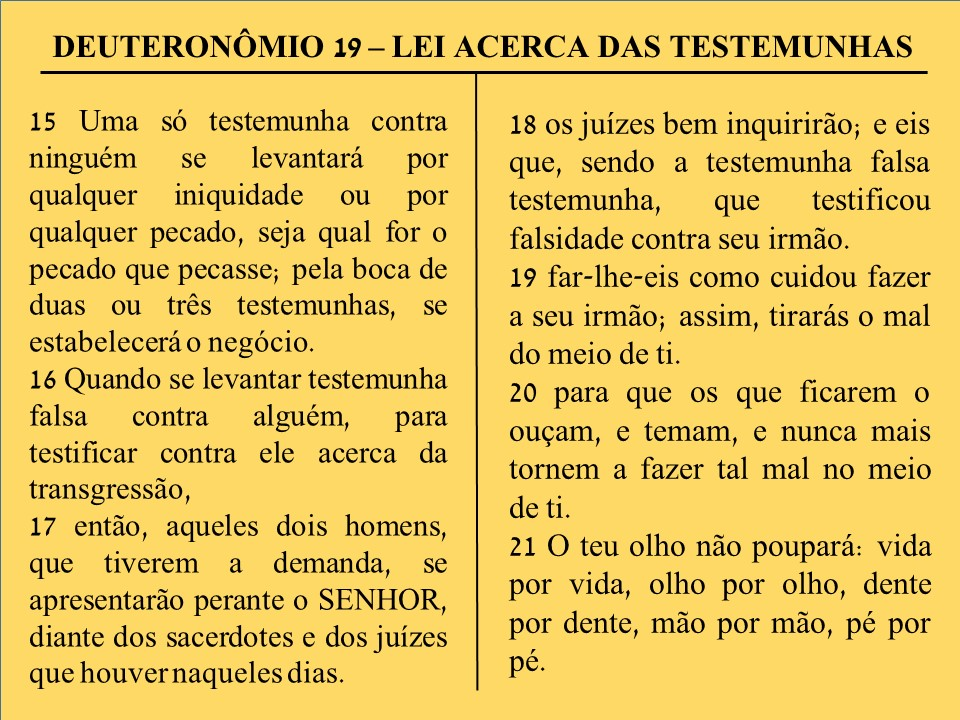 DEUTERONÔMIO 19 – LEI ACERCA DAS TESTEMUNHAS
15 Uma só testemunha contra
ninguém se levantará por
qualquer iniquidade ou por
qualquer pecado, seja qual for o
pecado que pecasse; pela boca de
duas ou três testemunhas, se
estabelecerá o negócio.
16 Quando se levantar testemunha
falsa contra alguém, para
testificar contra ele acerca da
transgressão,
17 então, aqueles dois homens,
que tiverem a demanda, se
apresentarão perante o SENHOR,
diante dos sacerdotes e dos juízes
que houver naqueles dias.
18 os juízes bem inquirirão; e eis
que, sendo a testemunha falsa
testemunha, que testificou
falsidade contra seu irmão.
19 far-lhe-eis como cuidou fazer
a seu irmão; assim, tirarás o mal
do meio de ti.
20 para que os que ficarem o
ouçam, e temam, e nunca mais
tornem a fazer tal mal no meio
de ti.
21 O teu olho não poupará: vida
por vida, olho por olho, dente
por dente, mão por mão, pé por
pé.